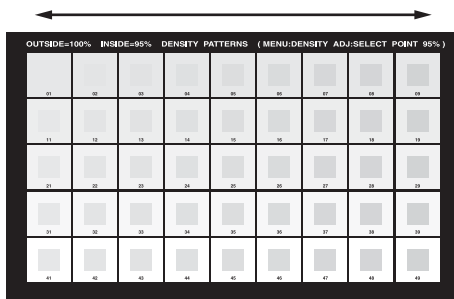 OUTSIDE=100% INSIDE=95% DENSITY PATTERNS ( MENU:DENSITY ADJ:SELECT POINT 95% )
01 02 03 04 05 06 07 08 09
11 12 13 14 15 16 17 18 19
21 22 23 24 25 26 27 28 29
31 32 33 34 35 36 37 38 39
41 42 43 44 45 46 47 48 49